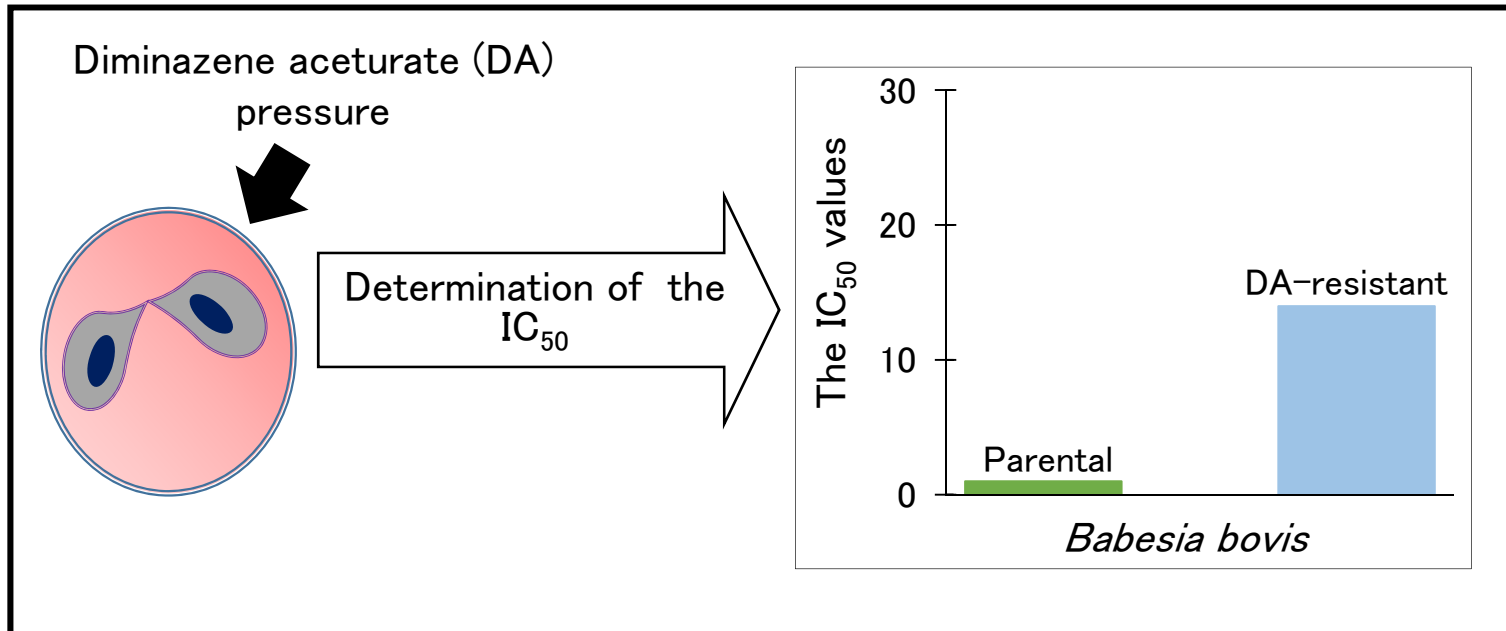 Diminazene aceturate (DA)
pressure
Determination of the
IC50
The IC50 values
30
20
10
0
Parental
DA-resistant
Babesia bovis